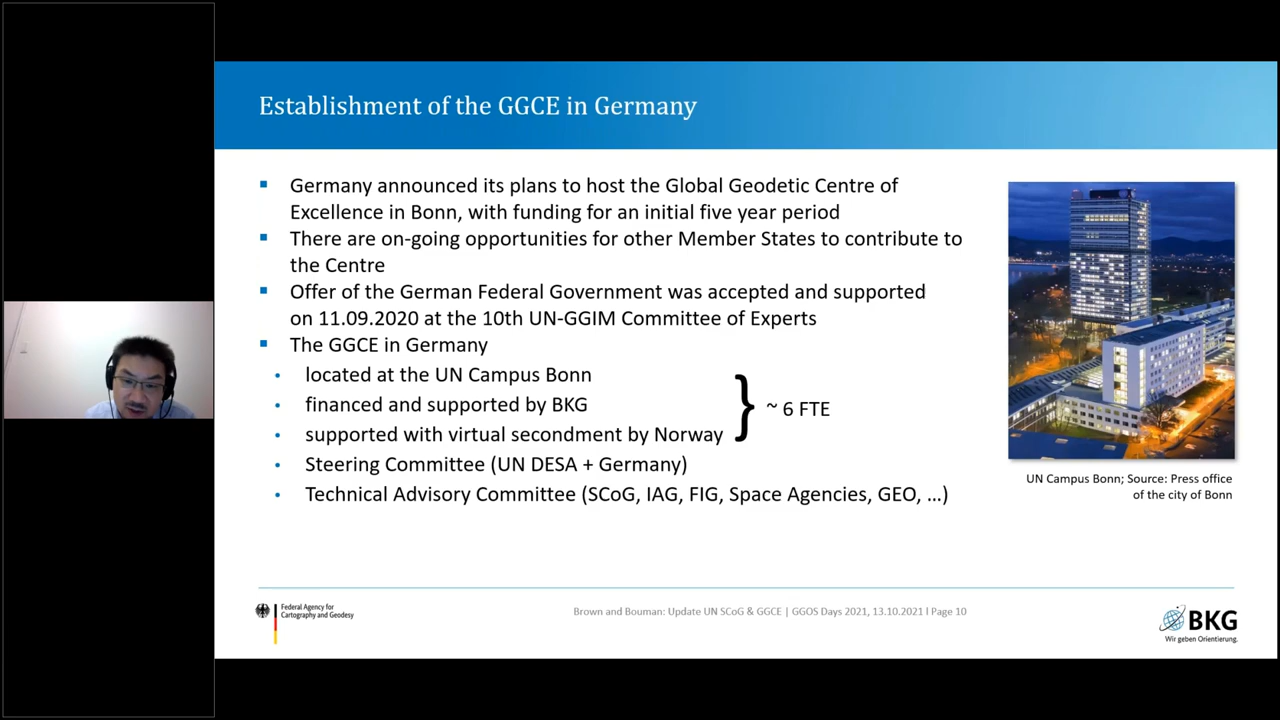 Establishment of the GGCE in Germany
▪ Germany announced its plans to host the Global Geodetic Centre of
Excellence in Bonn, with funding for an initial five year period
▪ There are on-going opportunities for other Member States to contribute to
the Centre
▪ Offer of the German Federal Government was accepted and supported
on 11.09.2020 at the 10th UN-GGIM Committee of Experts
▪ The GGCE in Germany
• located at the UN Campus Bonn
• financed and supported by BKG
• supported with virtual secondment by Norway
} ~ 6 FTE
• Steering Committee (UN DESA + Germany)
• Technical Advisory Committee (SCoG, IAG, FIG, Space Agencies, GEO, …)
UN Campus Bonn; Source: Press office
of the city of Bonn
Federal Agency for
Cartography and Geodesy
Brown and Bouman: Update UN SCoG & GGCE | GGOS Days 2021, 13.10.2021 I Page 10
BKG
Wir geben Orientierung.